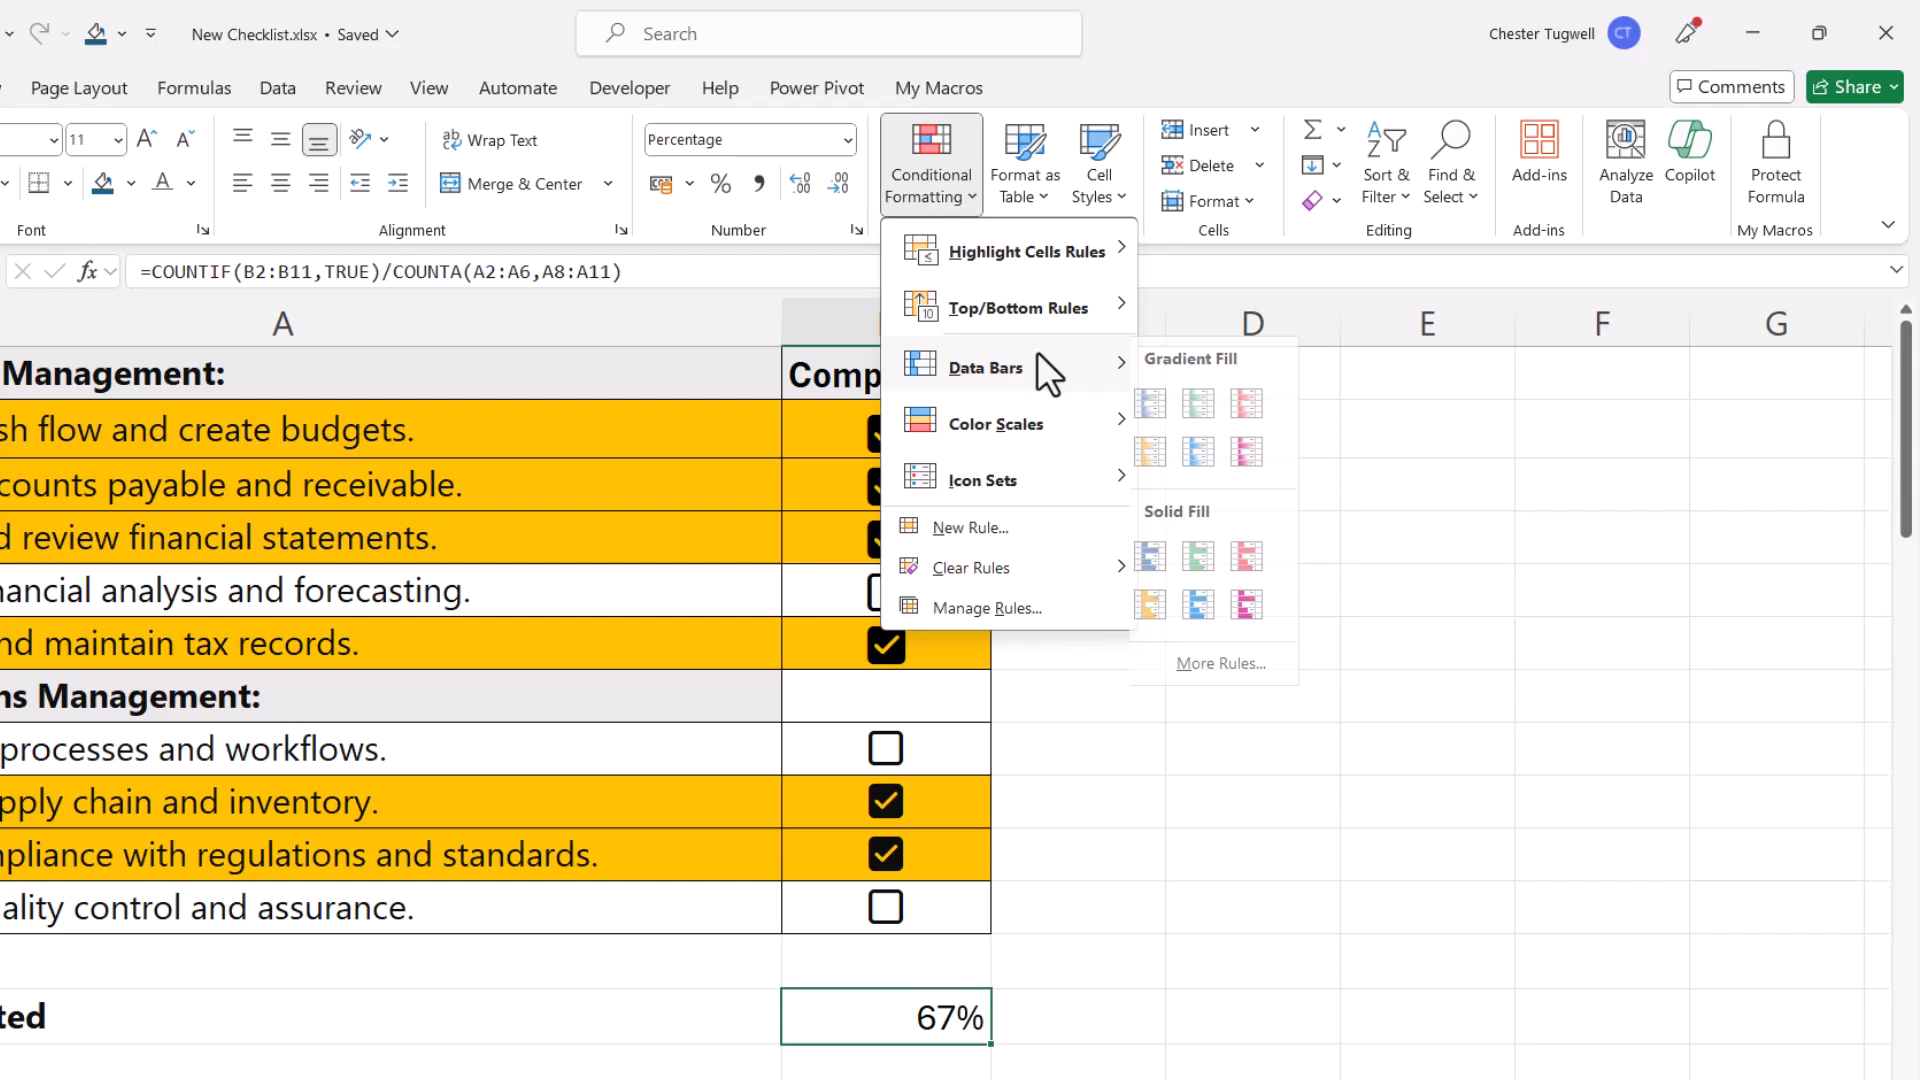 New Checklist.xlsx • Saved
Search
Chester Tugwell
CT
Page Layout
Formulas
Data
Review
View
Automate
Developer
Help
Power Pivot
My Macros
Comments
Share
11
Wrap Text
Merge & Center
Percentage
Conditional
Formatting
Format as
Table
Cell
Styles
Insert
Delete
Format
Sort &
Filter
Find &
Select
Add-ins
Analyze
Data
Copilot
Protect
Formula
Font
Alignment
Number
Cells
Editing
Add-ins
My Macros
fx
=COUNTIF(B2:B11,TRUE)/COUNTA(A2:A6,A8:A11)
Highlight Cells Rules
Top/Bottom Rules
Data Bars
Color Scales
Icon Sets
New Rule...
Clear Rules
Manage Rules...
Gradient Fill
Solid Fill
More Rules...
A
D
E
F
G
Management:
Comp
sh flow and create budgets.
counts payable and receivable.
d review financial statements.
nancial analysis and forecasting.
nd maintain tax records.
ns Management:
processes and workflows.
pply chain and inventory.
mpliance with regulations and standards.
ality control and assurance.
ted
67%